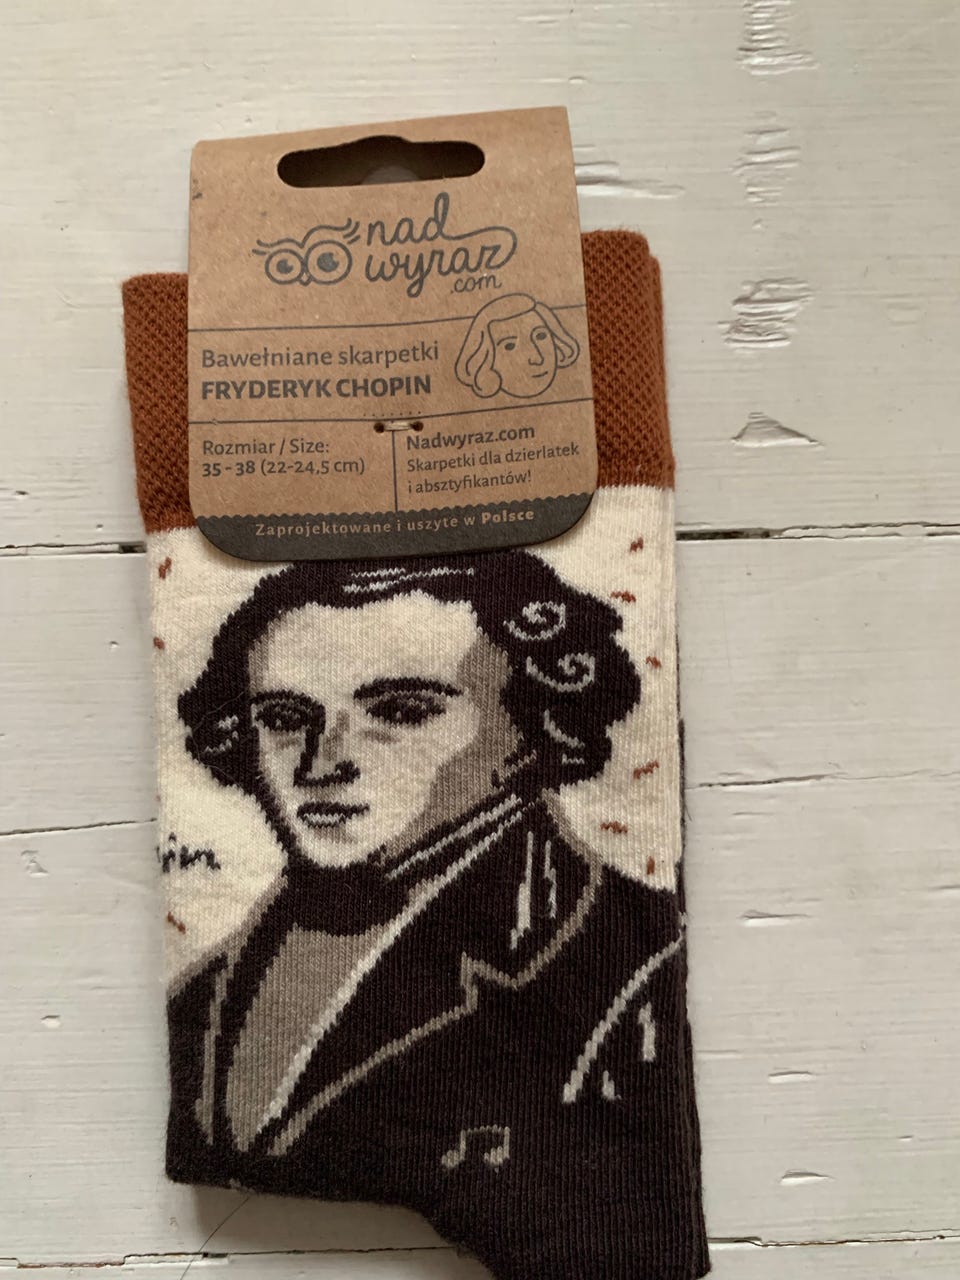 nad
wyraz
.com
Bawełniane skarpetki
FRYDERYK CHOPIN
Rozmiar / Size:
35 - 38 (22-24,5 cm)
Nadwyraz.com
Skarpetki dla dzierlatek
i absztyfikantów!
Zaprojektowane i uszyte w Polsce